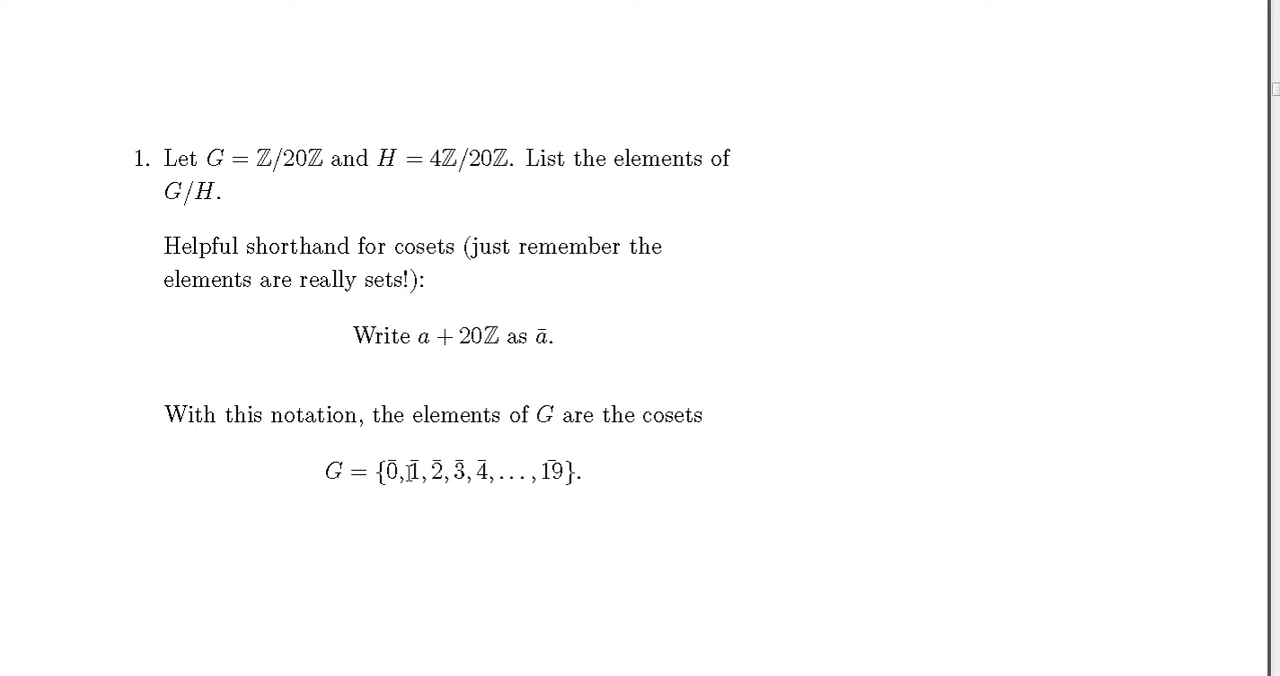 1. Let G = ℤ/20ℤ and H = 4ℤ/20ℤ. List the elements of
G/H.
Helpful shorthand for cosets (just remember the
elements are really sets!):
Write a + 20ℤ as ā.
With this notation, the elements of G are the cosets
G = {0̄, 1̄, 2̄, 3̄, 4̄, . . . , 1̄9}.